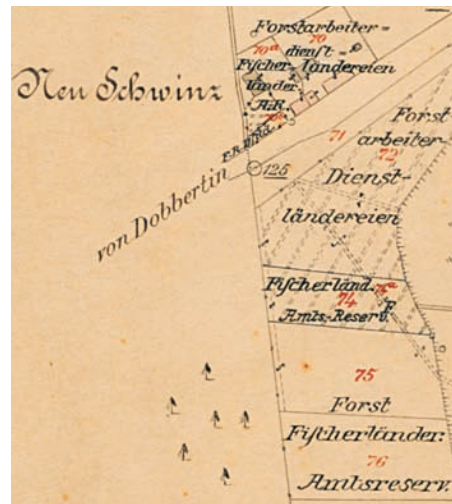 Forstarbeiter=
70
70a
dienst=
Fischer=ländereien
länder.
A.R.
Neu Schwinz
71
Forst
arbeiter-
72
125
Dienst-
von Dobbertin
ländereien
Fischerländ.
74
Amts-Reserv.
75
Forst
Fischerländer:
76
Amtsreserv.